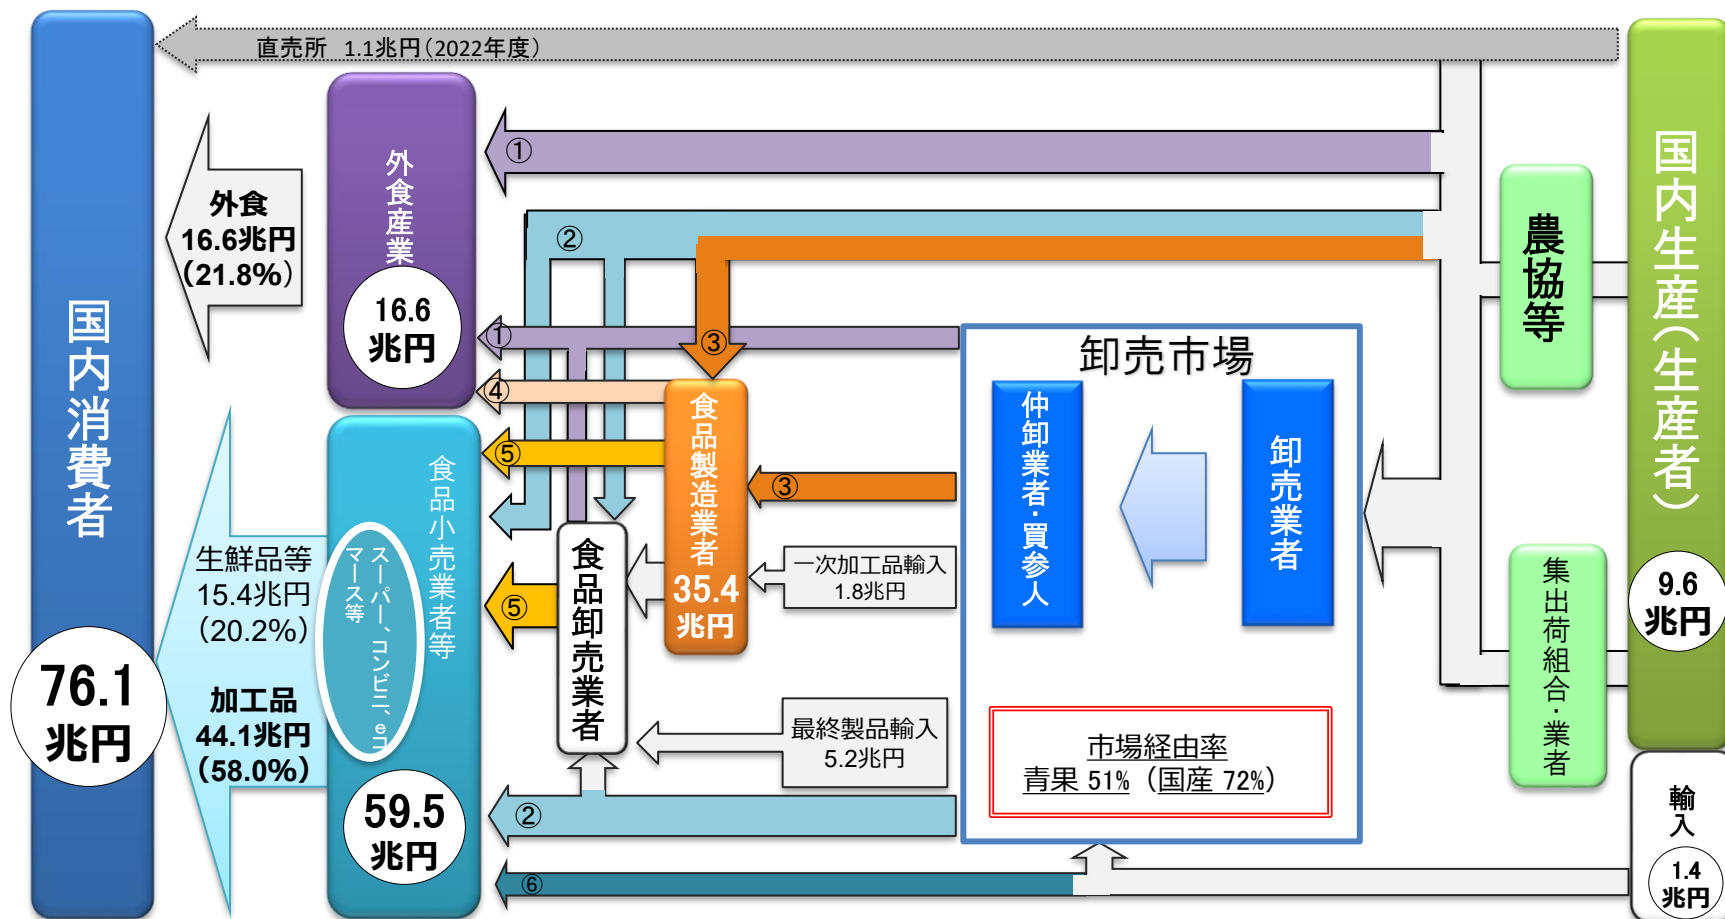 直売所 1.1兆円（2022年度）
国内消費者
76.1
兆円
外食
16.6兆円
（21.8%）
生鮮品等
15.4兆円
（20.2%）
加工品
44.1兆円
（58.0%）
外食産業
16.6
兆円
食品小売業者等
スーパー、コンビニ、eコ
マース等
59.5
兆円
①
②
①
③
④
⑤
③
⑤
②
⑥
食品製造業者
35.4
兆円
食品卸売業者
一次加工品輸入
1.8兆円
最終製品輸入
5.2兆円
卸売市場
仲卸業者・買参人
卸売業者
市場経由率
青果 51%（国産 72%）
農協等
集出荷組合・業者
国内生産（生産者）
9.6
兆円
輸入
1.4
兆円